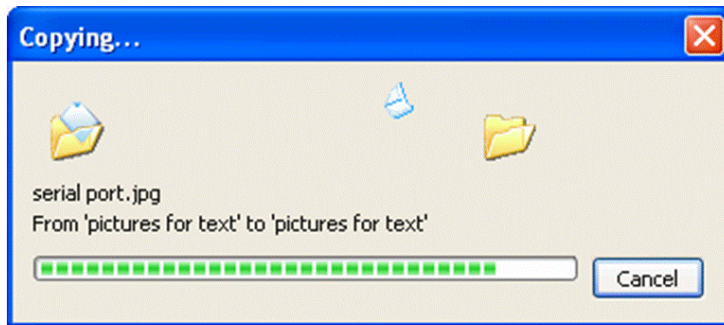 Copying...
serial port.jpg
From 'pictures for text' to 'pictures for text'
Cancel